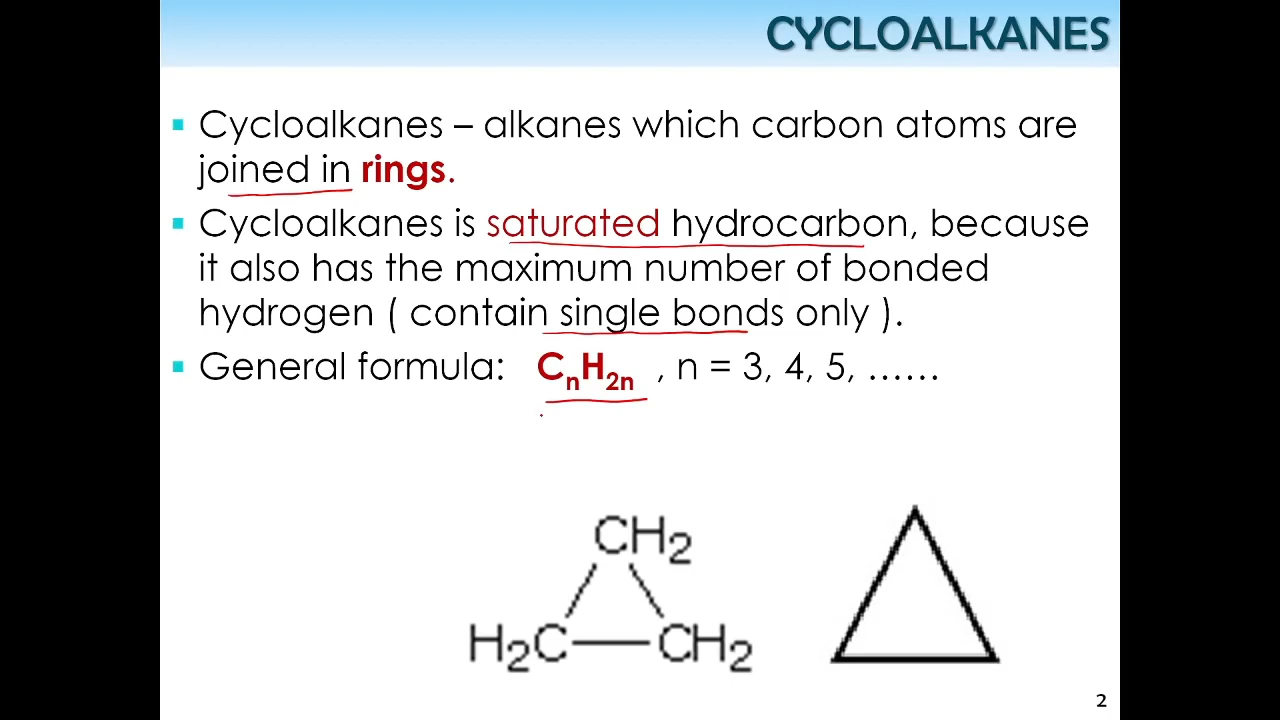 CYCLOALKANES
▪ Cycloalkanes – alkanes which carbon atoms are
joined in rings.
▪ Cycloalkanes is saturated hydrocarbon, because
it also has the maximum number of bonded
hydrogen ( contain single bonds only ).
▪ General formula: CnH2n , n = 3, 4, 5, ……
CH2
H2C CH2
2